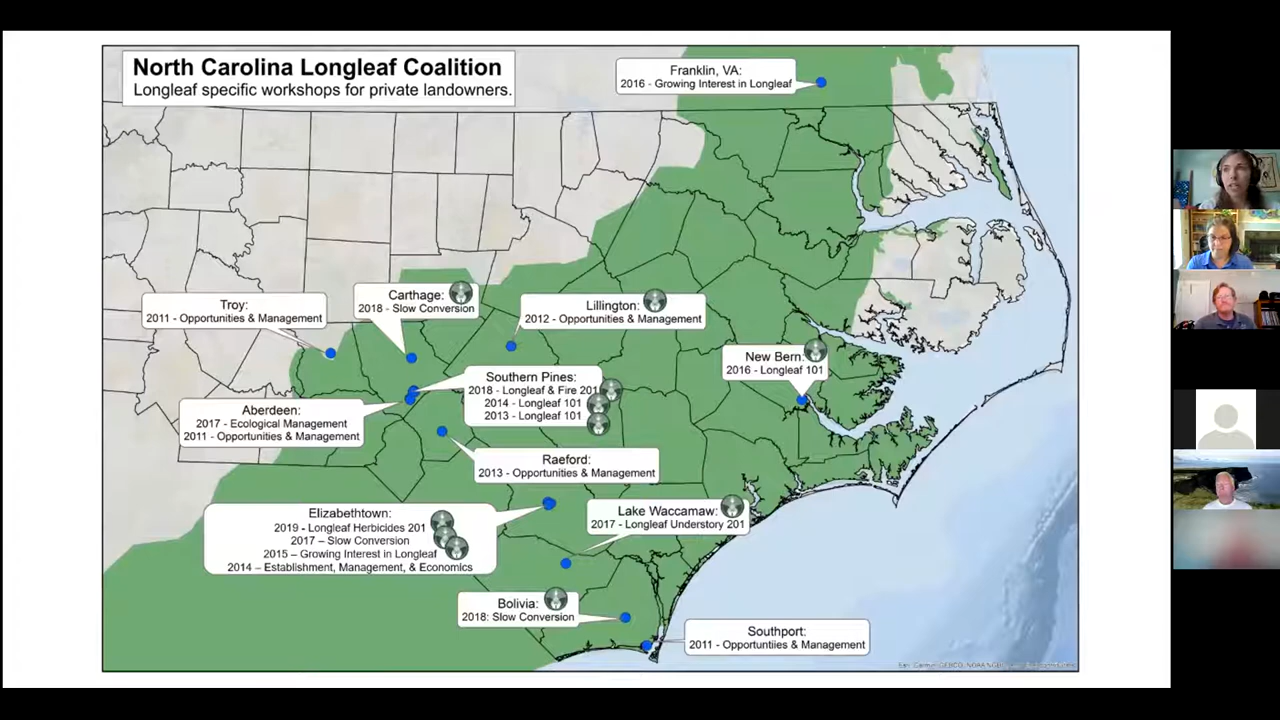 North Carolina Longleaf Coalition
Longleaf specific workshops for private landowners.
Franklin, VA:
2016 - Growing Interest in Longleaf
Troy:
2011 - Opportunities & Management
Carthage:
2018 - Slow Conversion
Lillington:
2012 - Opportunities & Management
New Bern:
2016 - Longleaf 101
Southern Pines:
2018 - Longleaf & Fire 201
2014 - Longleaf 101
2013 - Longleaf 101
Aberdeen:
2017 - Ecological Management
2011 - Opportunities & Management
Raeford:
2013 - Opportunities & Management
Elizabethtown:
2019 - Longleaf Herbicides 201
2017 – Slow Conversion
2015 – Growing Interest in Longleaf
2014 – Establishment, Management, & Economics
Lake Waccamaw:
2017 - Longleaf Understory 201
Bolivia:
2018: Slow Conversion
Southport:
2011 - Opportuntiies & Management